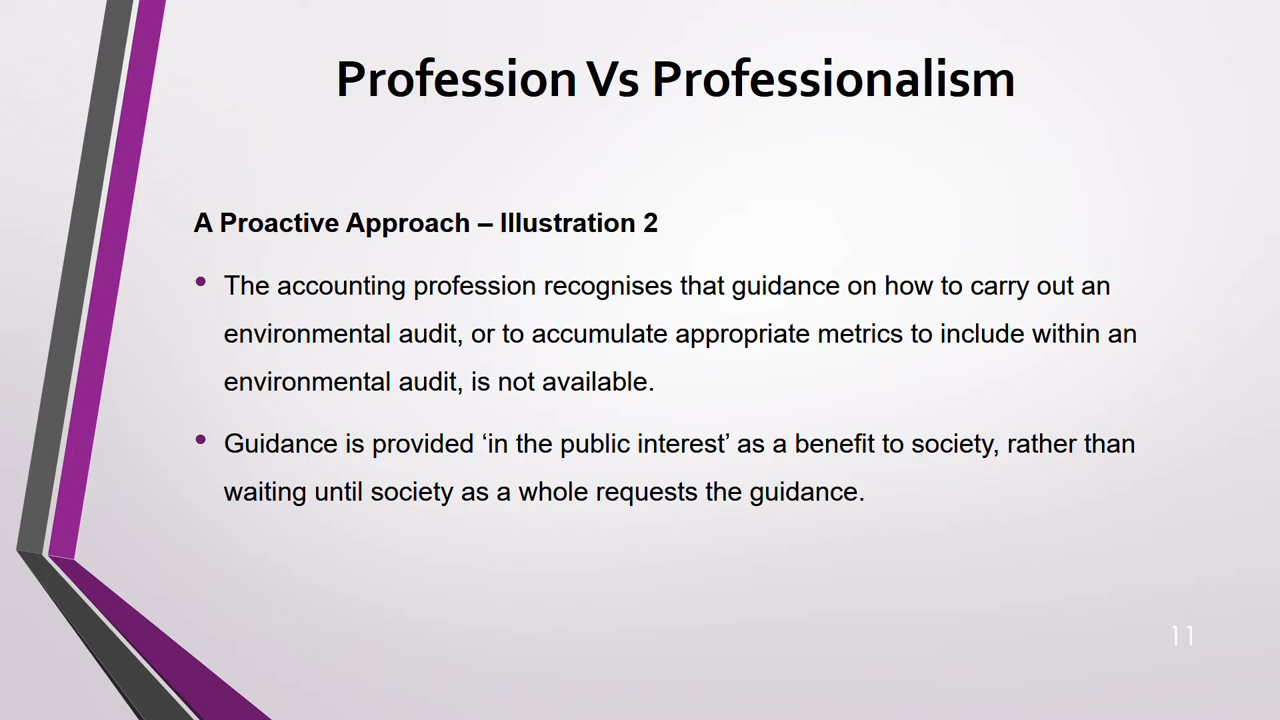 Profession Vs Professionalism
A Proactive Approach – Illustration 2
• The accounting profession recognises that guidance on how to carry out an
environmental audit, or to accumulate appropriate metrics to include within an
environmental audit, is not available.
• Guidance is provided ‘in the public interest’ as a benefit to society, rather than
waiting until society as a whole requests the guidance.
11